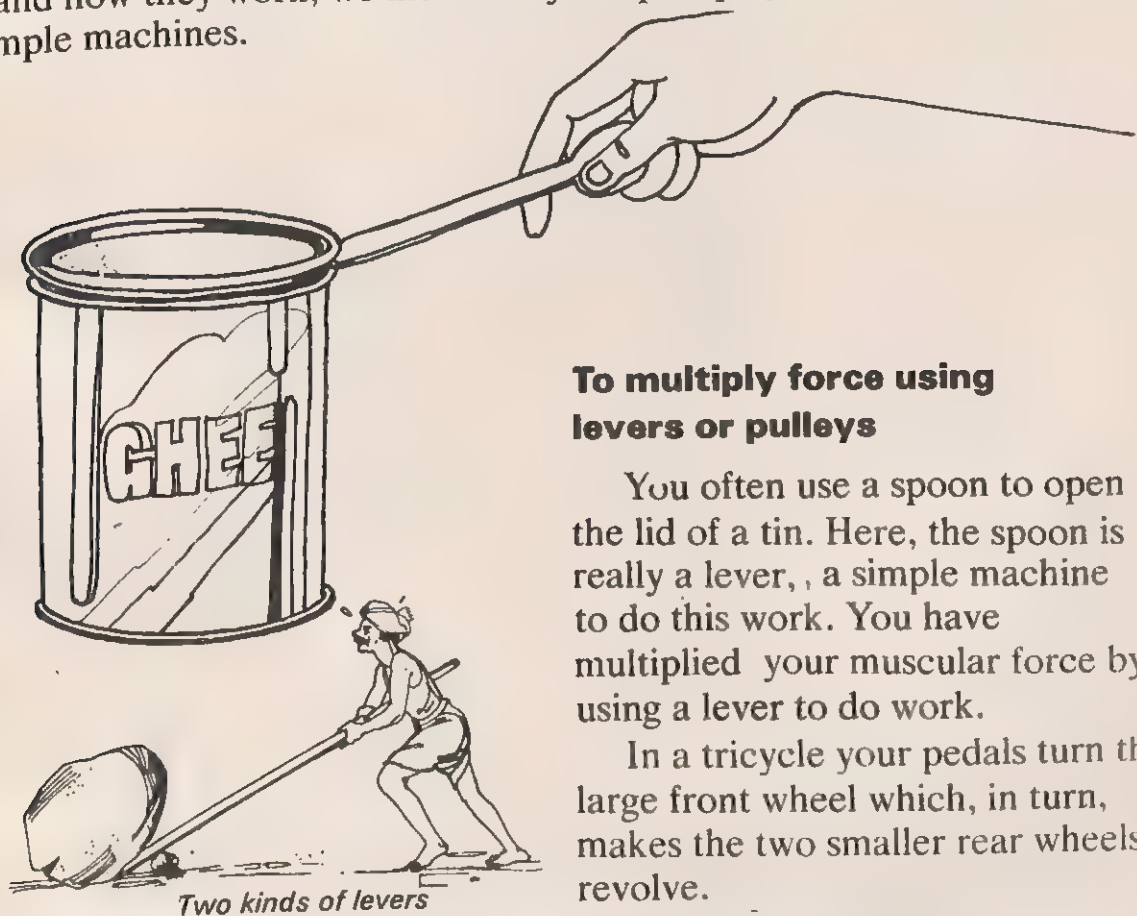 and how they work, we
simple machines.
GHEE
To multiply force using
levers or pulleys
You often use a spoon to open
the lid of a tin. Here, the spoon is
really a lever, , a simple machine
to do this work. You have
multiplied your muscular force by
using a lever to do work.
In a tricycle your pedals turn th
large front wheel which, in turn,
makes the two smaller rear wheels
revolve.
Two kinds of levers